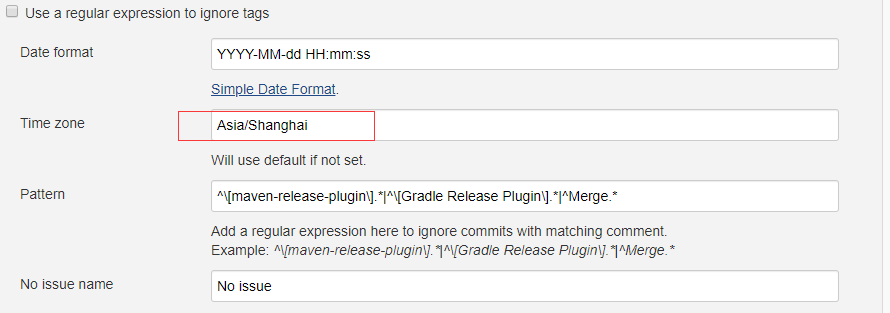 Use a regular expression to ignore tags
Date format
YYYY-MM-dd HH:mm:ss
Simple Date Format.
Time zone
Asia/Shanghai
Will use default if not set.
Pattern
^\[maven-release-plugin\].*|^\[Gradle Release Plugin\].*|^Merge.*
Add a regular expression here to ignore commits with matching comment.
Example: ^\[maven-release-plugin\].*|^\[Gradle Release Plugin\].*|^Merge.*
No issue name
No issue